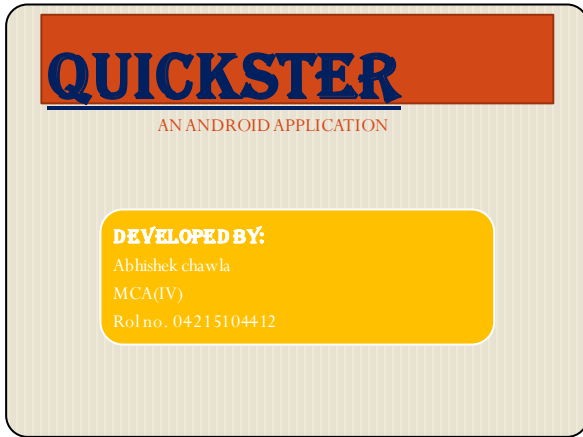 QUICKSTER
AN ANDROID APPLICATION
DEVELOPED BY:
Abhishek chawla
MCA(IV)
Rol no. 04215104412